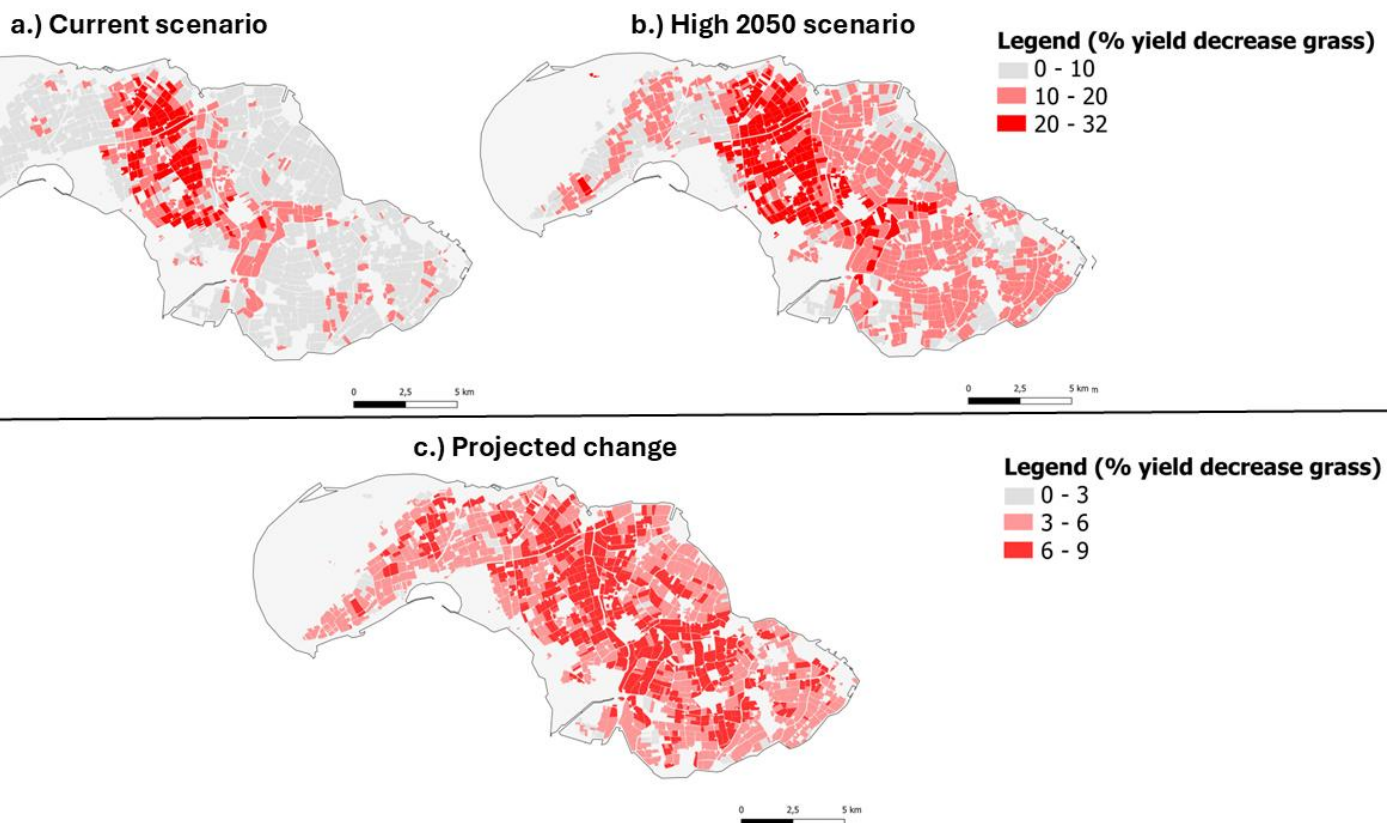 a.) Current scenario
b.) High 2050 scenario
Legend (% yield decrease grass)
0 - 10
10 - 20
20 - 32
0 2,5 5 km
0 2,5 5 km m
c.) Projected change
Legend (% yield decrease grass)
0 - 3
3 - 6
6 - 9
0 2,5 5 km